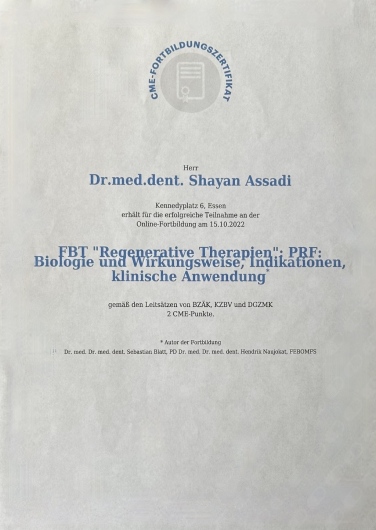 CME-FORTBILDUNGSZERTIFIKAT
Herr
Dr.med.dent. Shayan Assadi
Kennedyplatz 6, Essen
erhält für die erfolgreiche Teilnahme an der
Online-Fortbildung am 15.10.2022
FBT "Regenerative Therapien": PRF:
Biologie und Wirkungsweise, Indikationen,
klinische Anwendung*
gemäß den Leitsätzen von BZÄK, KZBV und DGZMK
2 CME-Punkte.
* Autor der Fortbildung
Dr. med. Dr. med. dent. Sebastian Blatt, PD Dr. med. Dr. med. dent. Hendrik Naujokat, FEBOMFS